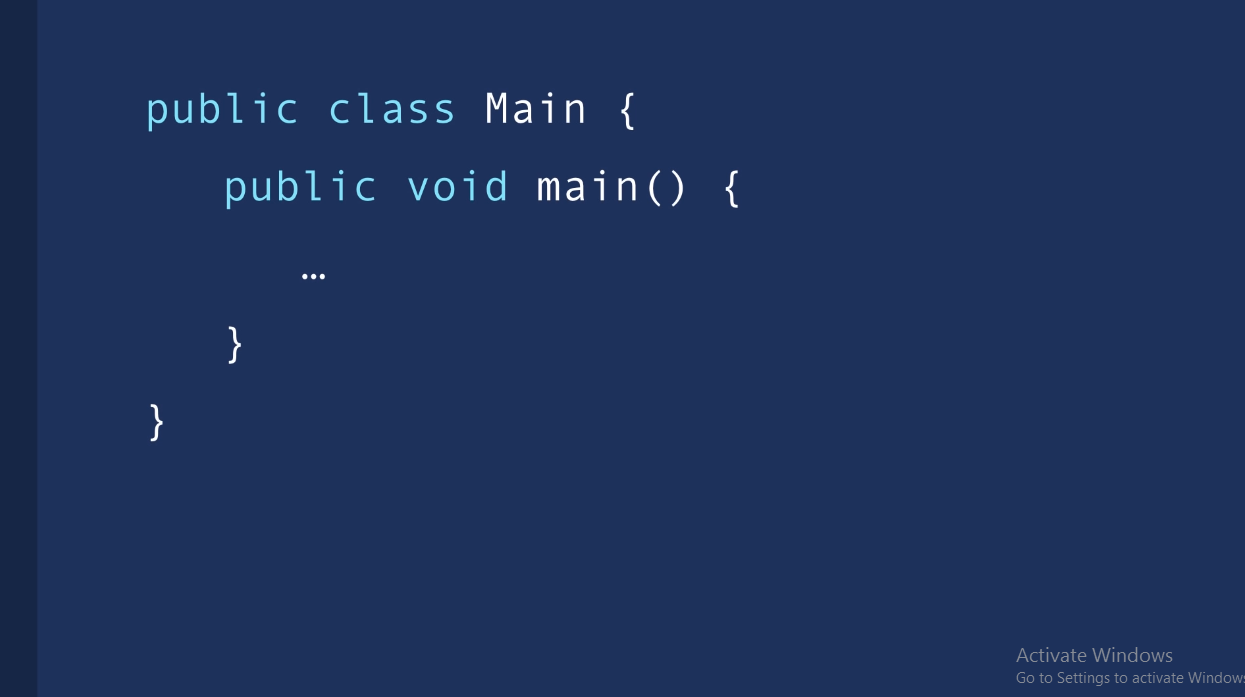 public class Main {
public void main() {
…
}
}
Activate Windows
Go to Settings to activate Windows